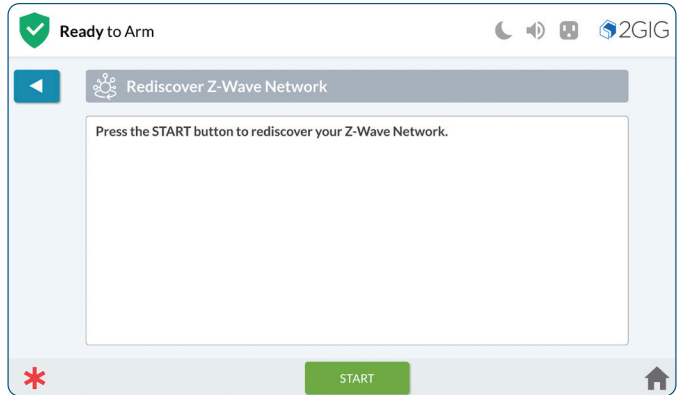 Ready to Arm
2GIG
Rediscover Z-Wave Network
Press the START button to rediscover your Z-Wave Network.
START